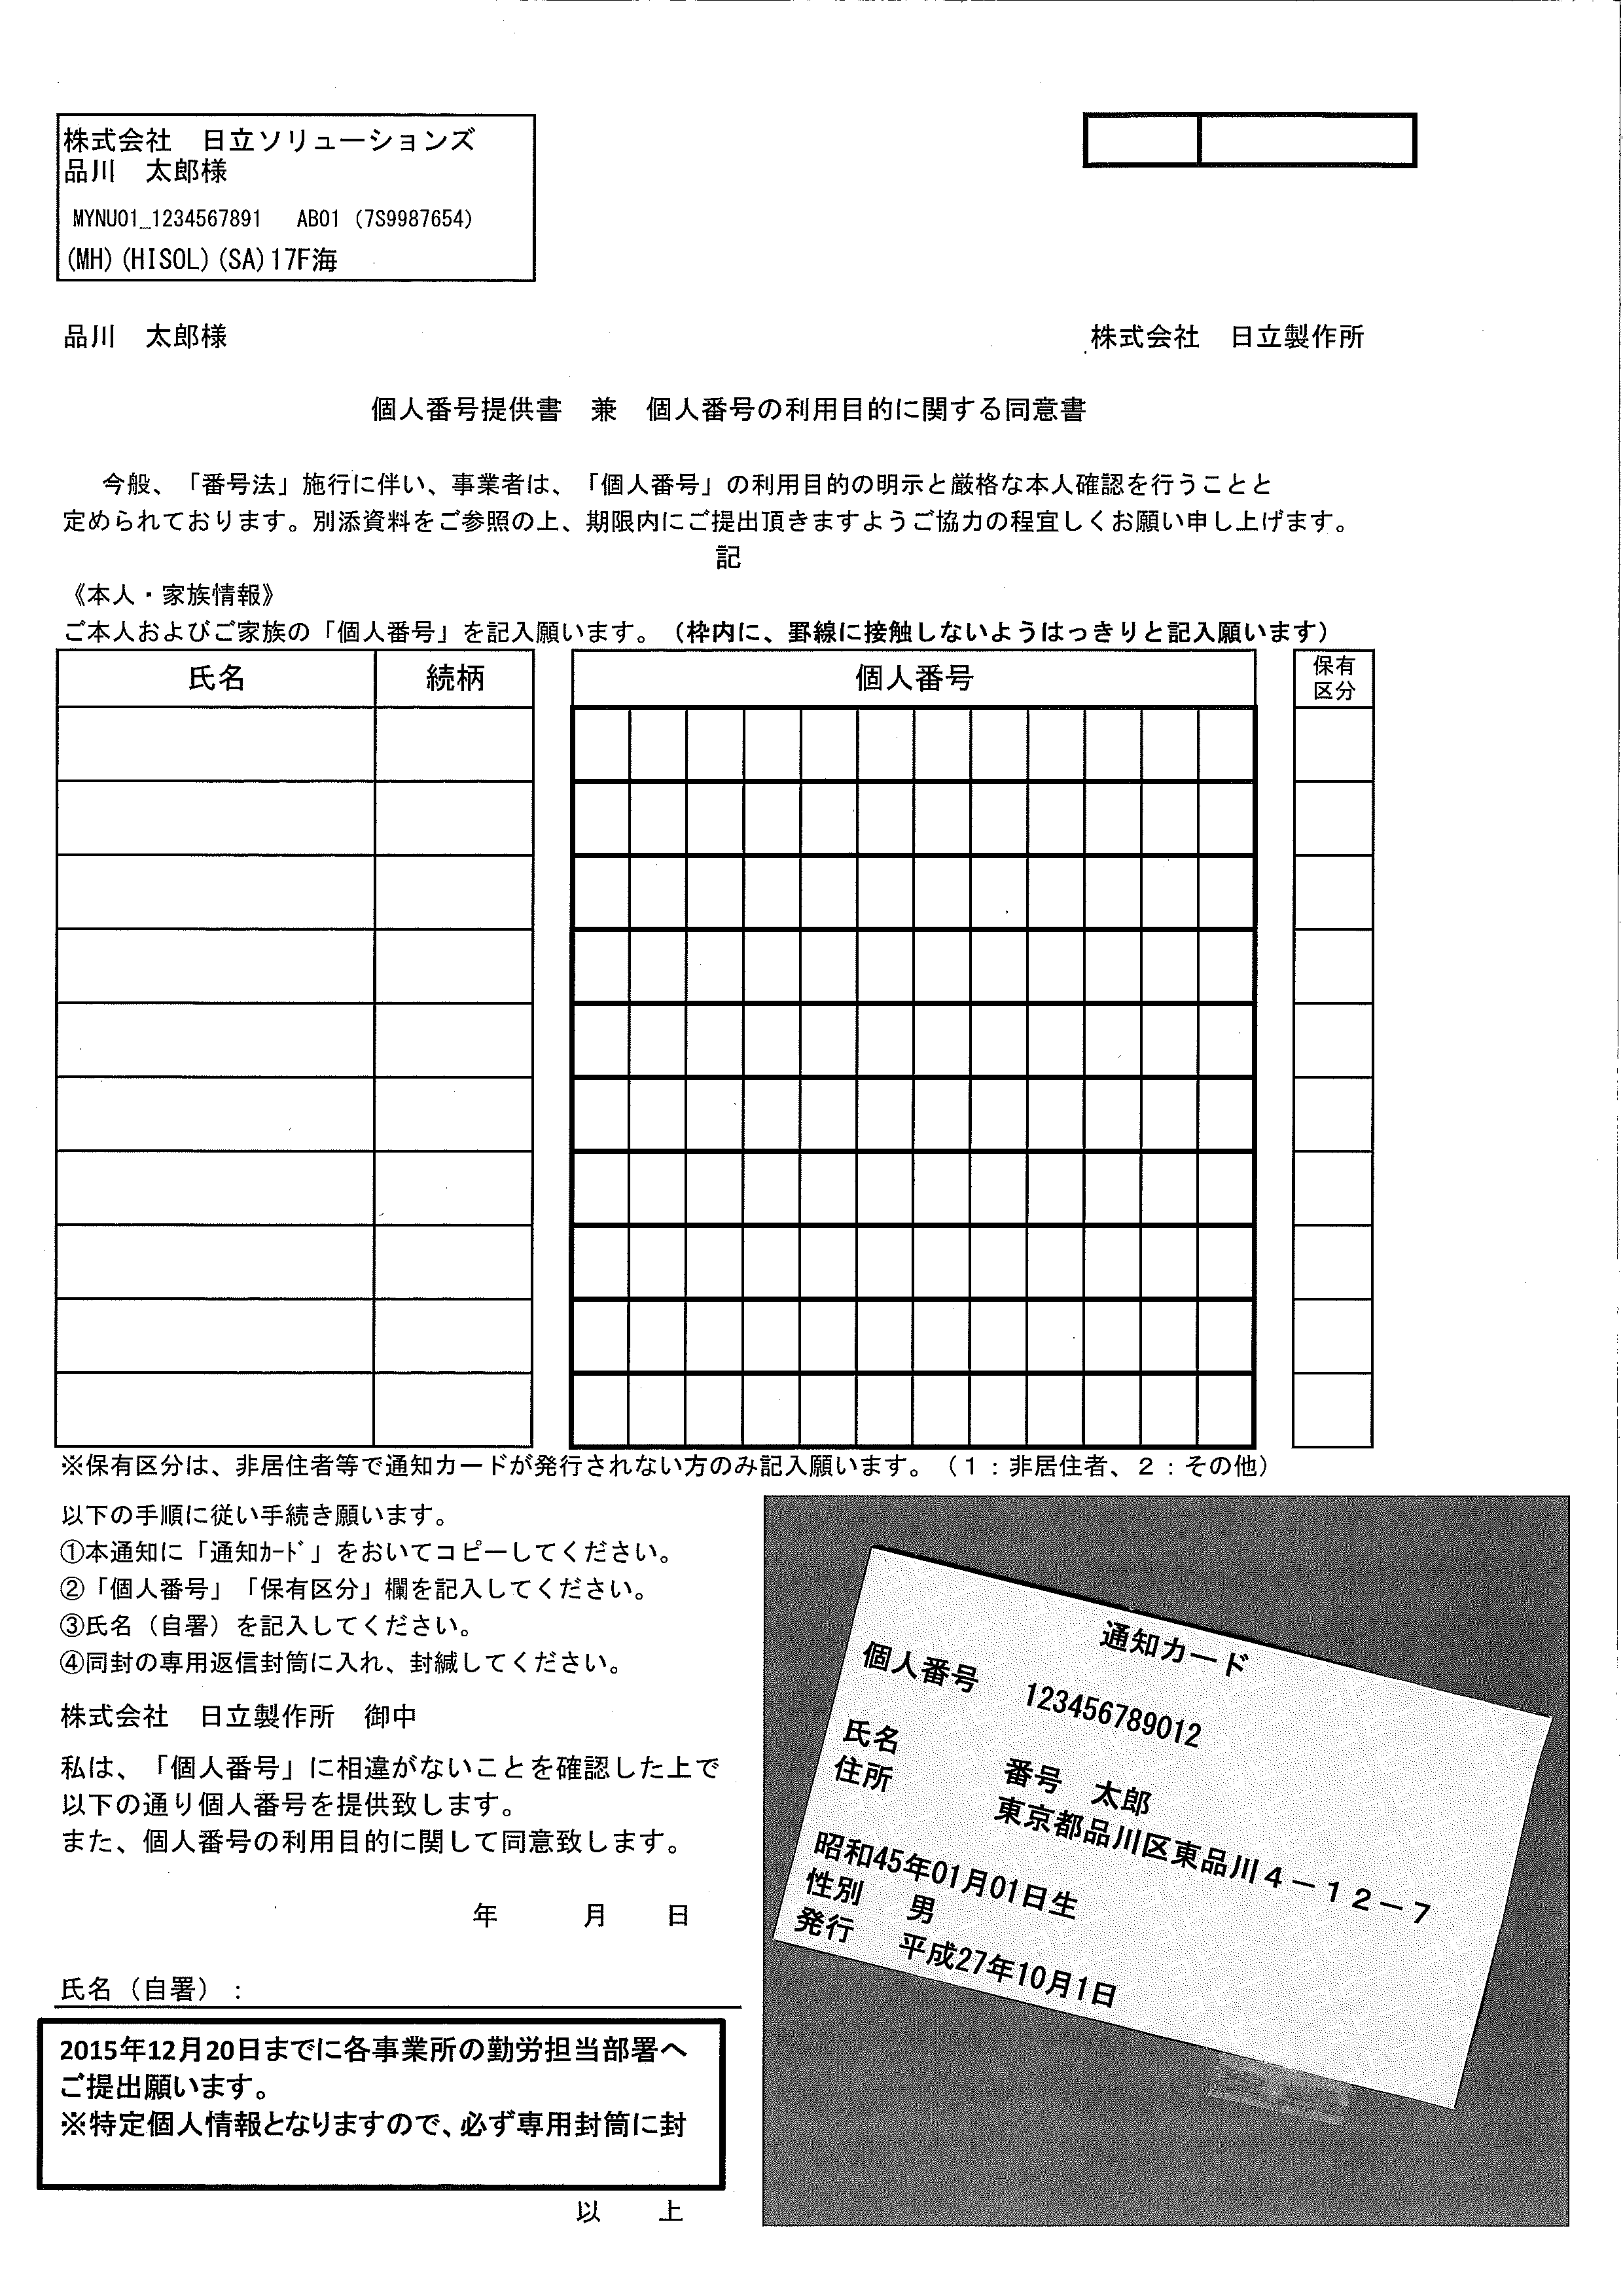 株式会社　日立ソリューションズ
品川　太郎様
MYNU01_1234567891　AB01 (7S9987654)
(MH)(HISOL)(SA)17F海
品川　太郎様
株式会社　日立製作所
個人番号提供書　兼　個人番号の利用目的に関する同意書
今般、「番号法」施行に伴い、事業者は、「個人番号」の利用目的の明示と厳格な本人確認を行うことと
定められております。別添資料をご参照の上、期限内にご提出頂きますようご協力の程宜しくお願い申し上げます。
記
《本人・家族情報》
ご本人およびご家族の「個人番号」を記入願います。（枠内に、罫線に接触しないようはっきりと記入願います）
氏名　続柄　個人番号　保有
区分
※保有区分は、非居住者等で通知カードが発行されない方のみ記入願います。（１：非居住者、２：その他）
以下の手順に従い手続き願います。
①本通知に「通知ｶｰﾄﾞ」をおいてコピーしてください。
②「個人番号」「保有区分」欄を記入してください。
③氏名（自署）を記入してください。
④同封の専用返信封筒に入れ、封緘してください。
株式会社　日立製作所　御中
私は、「個人番号」に相違がないことを確認した上で
以下の通り個人番号を提供致します。
また、個人番号の利用目的に関して同意致します。
年　月　日
氏名（自署）：
2015年12月20日までに各事業所の勤労担当部署へ
ご提出願います。
※特定個人情報となりますので、必ず専用封筒に封
以　上
通知カード
個人番号　123456789012
氏名　番号　太郎
住所　東京都品川区東品川４－１２－７
昭和45年01月01日生
性別　男
発行　平成27年10月1日